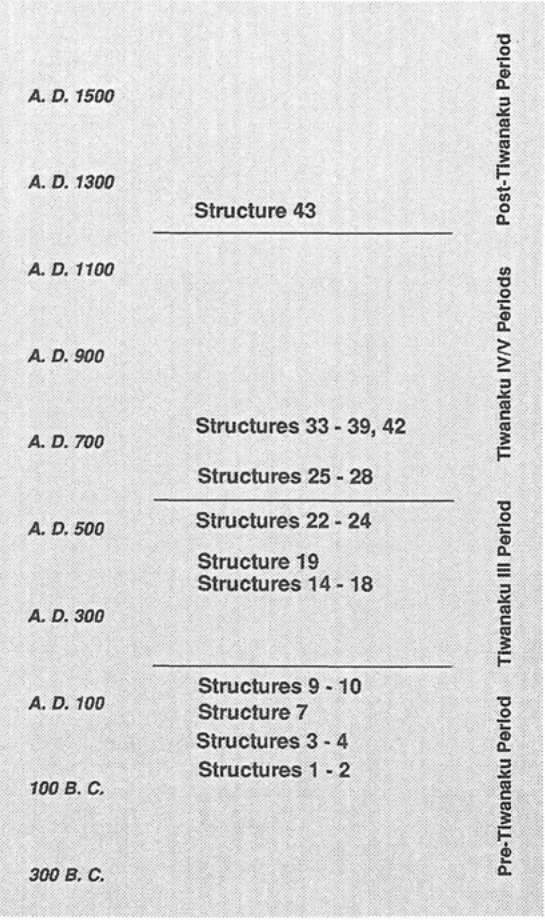 A. D. 1500
A. D. 1300
Structure 43
A. D. 1100
A. D. 900
Structures 33 - 39, 42
A. D. 700
Structures 25 - 28
Structures 22 - 24
A. D. 500
Structure 19
Structures 14 - 18
A. D. 300
Structures 9 - 10
A. D. 100
Structure 7
Structures 3 - 4
Structures 1 - 2
100 B. C.
300 B. C.
Post-Tiwanaku Period
Tiwanaku IV/V Periods
Tiwanaku III Period
Pre-Tiwanaku Period